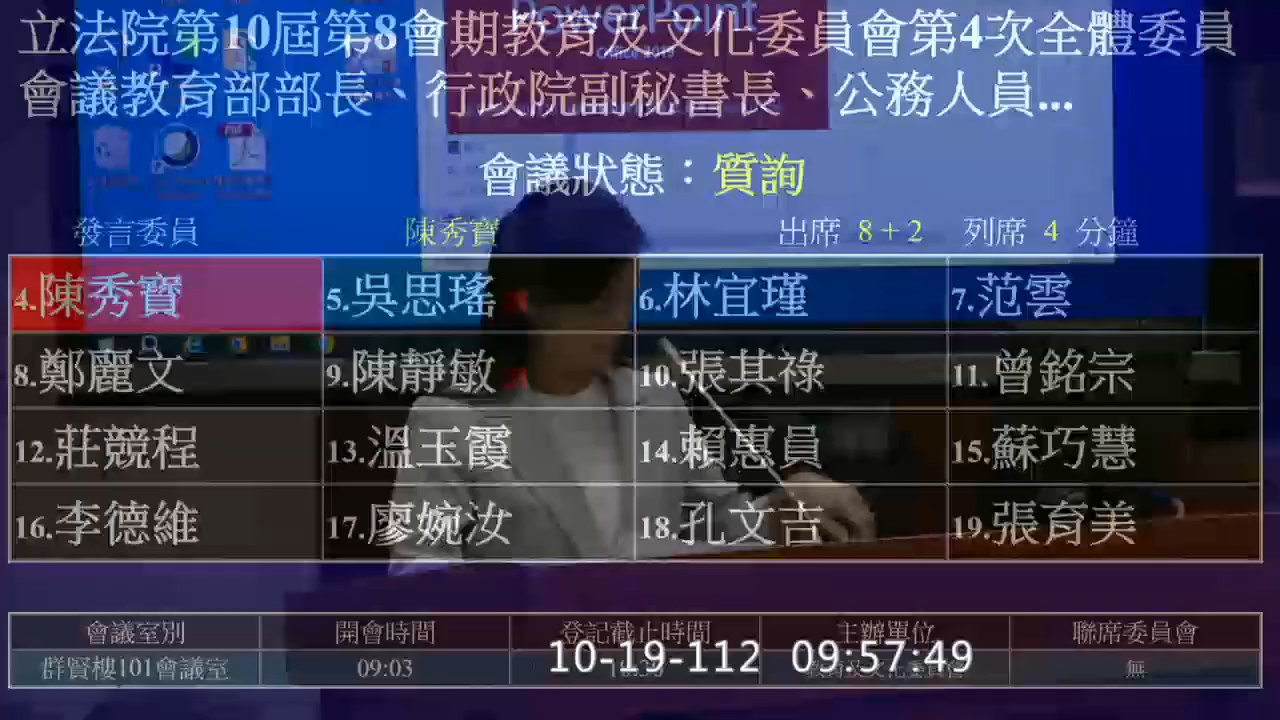 PowerPoint
Office 2019
立法院第10屆第8會期教育及文化委員會第4次全體委員
會議教育部部長、行政院副秘書長、公務人員...
會議狀態：質詢
發言委員 陳秀寳 出席 8 + 2 列席 4 分鐘
4.陳秀寳 5.吳思瑤 6.林宜瑾 7.范雲
8.鄭麗文 9.陳靜敏 10.張其祿 11.曾銘宗
12.莊競程 13.溫玉霞 14.賴惠員 15.蘇巧慧
16.李德維 17.廖婉汝 18.孔文吉 19.張育美
會議室別 開會時間 登記截止時間 主辦單位 聯席委員會
群賢樓101會議室 09:03 無
10-19-112 09:57:49